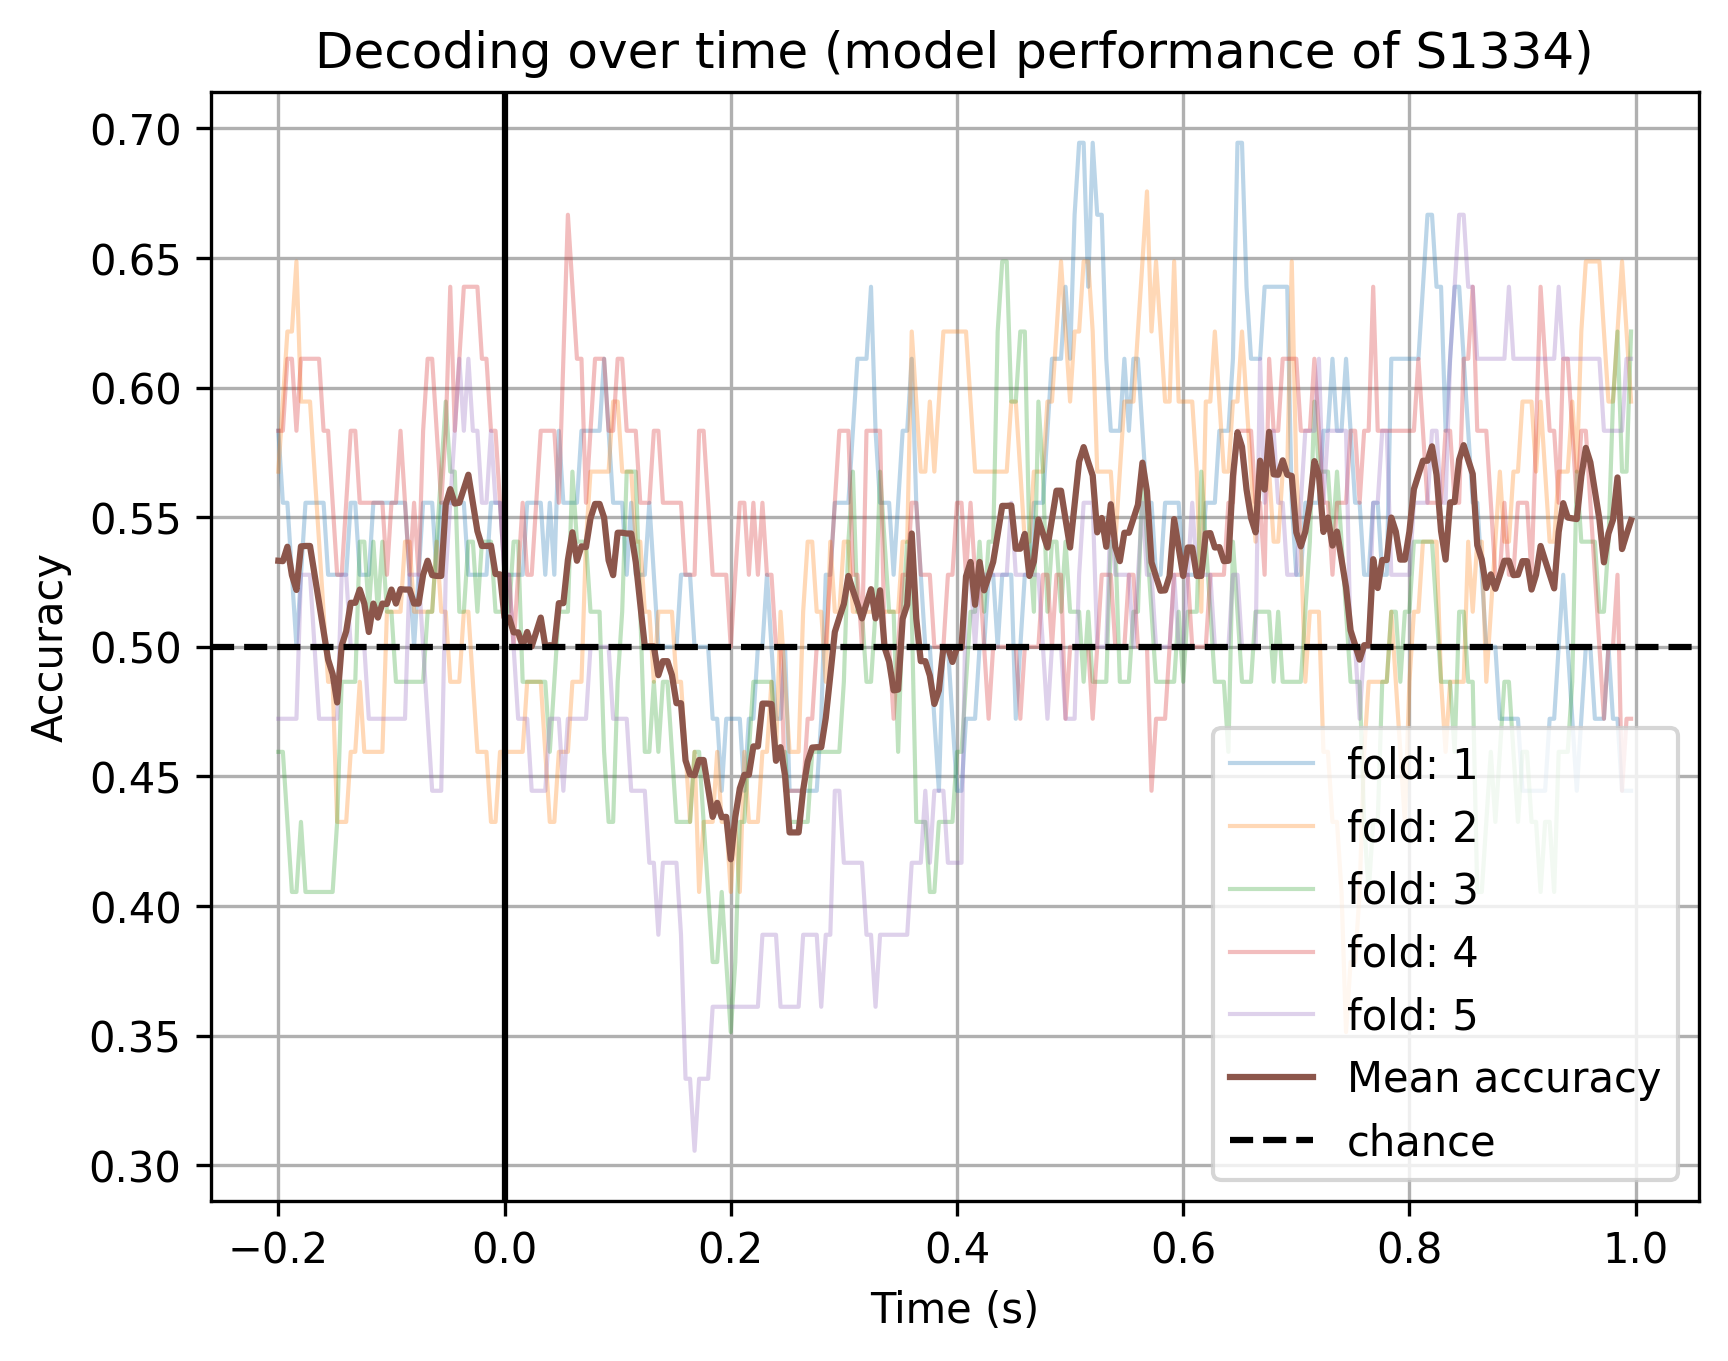 Decoding over time (model performance of S1334)
0.70
0.65
0.60
0.55
0.50
0.45
0.40
0.35
0.30
Accuracy
−0.2 0.0 0.2 0.4 0.6 0.8 1.0
Time (s)
fold: 1
fold: 2
fold: 3
fold: 4
fold: 5
Mean accuracy
chance